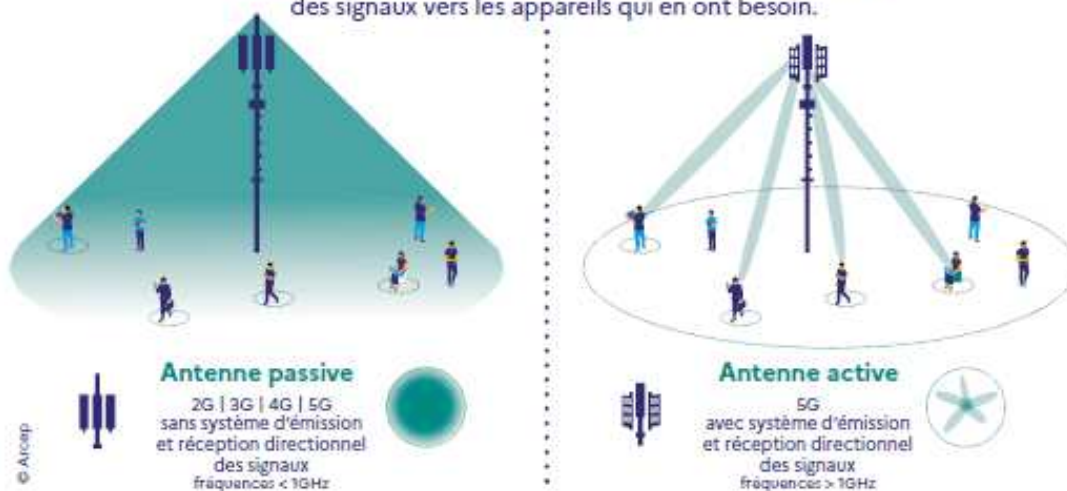 des signaux vers les appareils qui en ont besoin.
Antenne passive
2G | 3G | 4G | 5G
sans système d'émission
et réception directionnel
des signaux
fréquences < 1GHz
Antenne active
5G
avec système d'émission
et réception directionnel
des signaux
fréquences > 1GHz
© Arcep